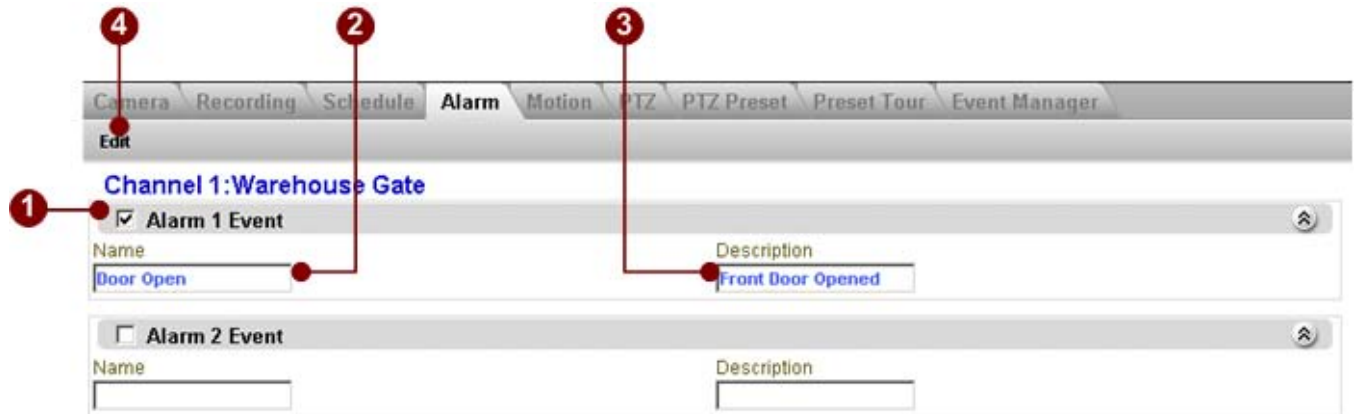 4 2 3
Camera Recording Schedule Alarm Motion PTZ PTZ Preset Preset Tour Event Manager
Edit
Channel 1:Warehouse Gate
1
Alarm 1 Event
Name Description
Door Open Front Door Opened
Alarm 2 Event
Name Description